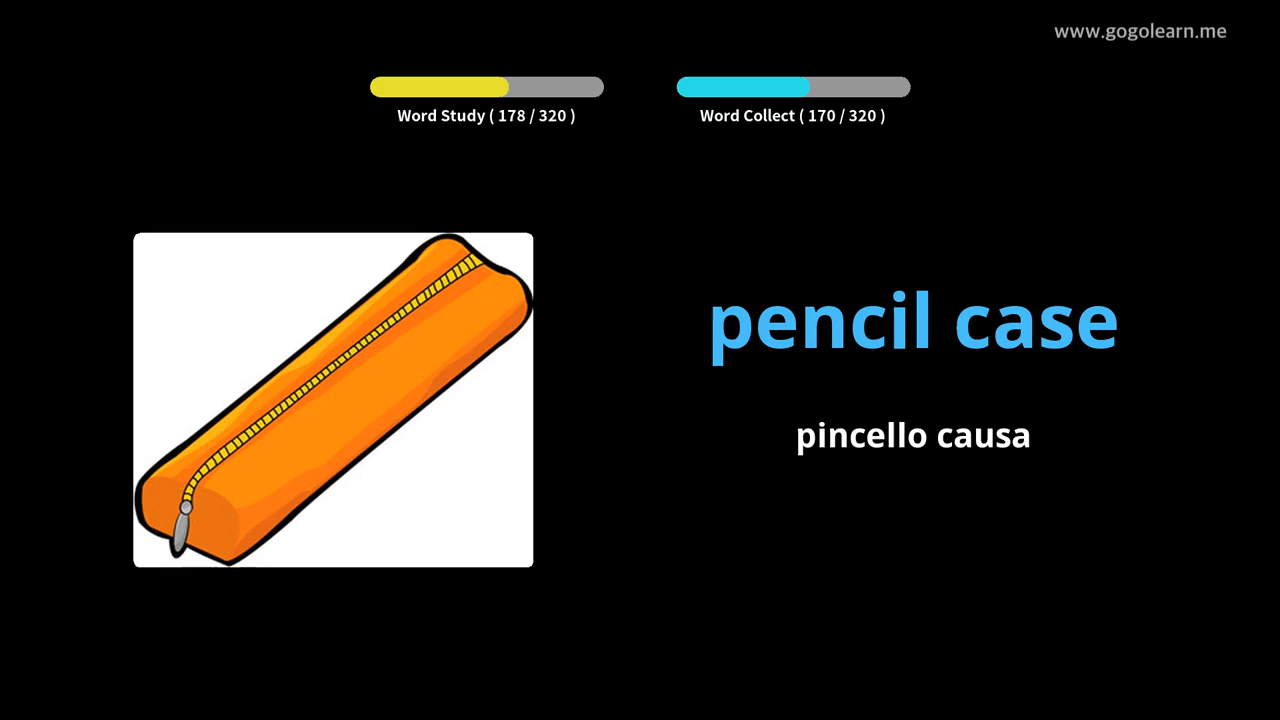 www.gogolearn.me
Word Study ( 178 / 320 )
Word Collect ( 170 / 320 )
pencil case
pincello causa